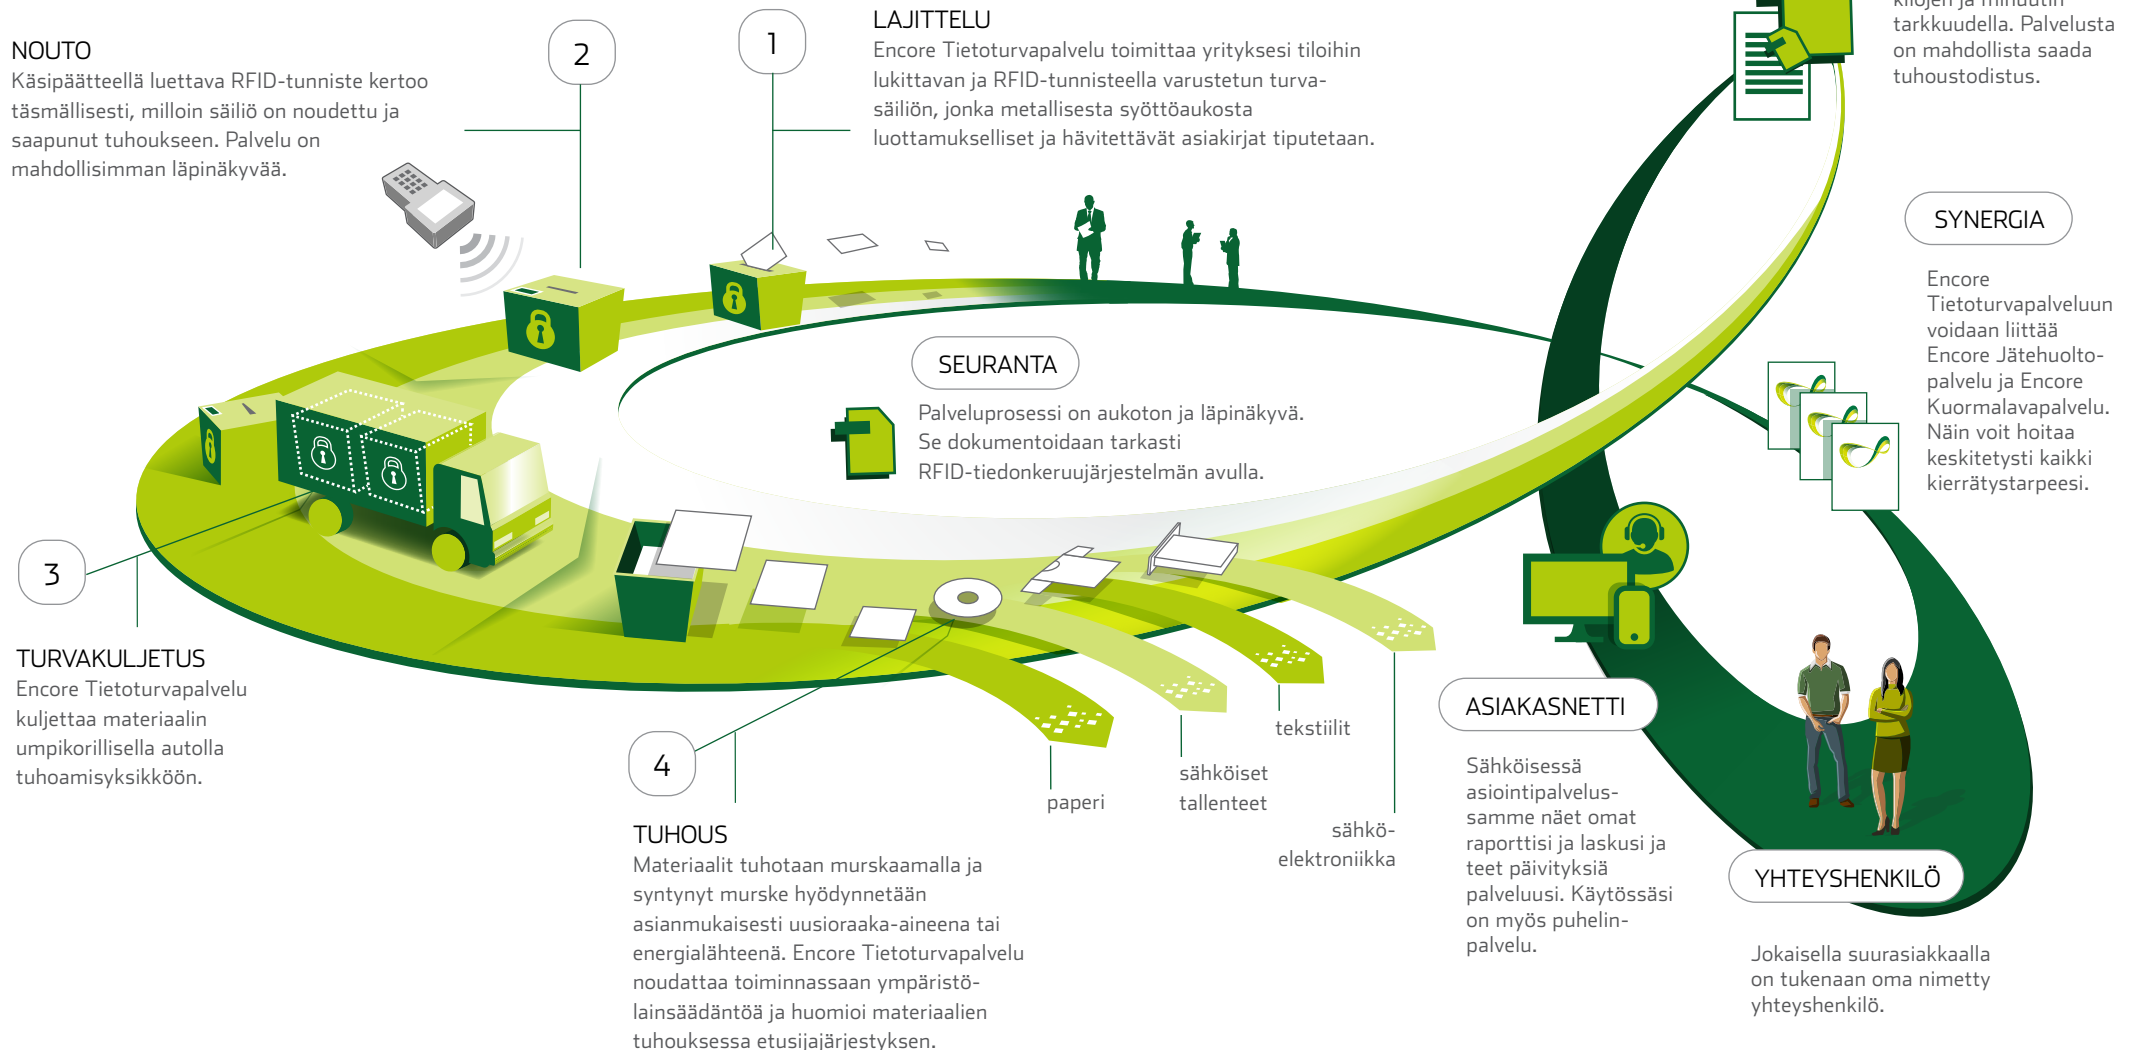 NOUTO
Käsipäätteellä luettava RFID-tunniste kertoo
täsmällisesti, milloin säiliö on noudettu ja
saapunut tuhoukseen. Palvelu on
mahdollisimman läpinäkyvää.
2
1
LAJITTELU
Encore Tietoturvapalvelu toimittaa yrityksesi tiloihin
lukittavan ja RFID-tunnisteella varustetun turva-
säiliön, jonka metallisesta syöttöaukosta
luottamukselliset ja hävitettävät asiakirjat tiputetaan.
kilojen ja minuutin
tarkkuudella. Palvelusta
on mahdollista saada
tuhoustodistus.
SYNERGIA
Encore
Tietoturvapalveluun
voidaan liittää
Encore Jätehuolto-
palvelu ja Encore
Kuormalavapalvelu.
Näin voit hoitaa
keskitetysti kaikki
kierrätystarpeesi.
SEURANTA
Palveluprosessi on aukoton ja läpinäkyvä.
Se dokumentoidaan tarkasti
RFID-tiedonkeruujärjestelmän avulla.
3
TURVAKULJETUS
Encore Tietoturvapalvelu
kuljettaa materiaalin
umpikorillisella autolla
tuhoamisyksikköön.
4
TUHOUS
Materiaalit tuhotaan murskaamalla ja
syntynyt murske hyödynnetään
asianmukaisesti uusioraaka-aineena tai
energialähteenä. Encore Tietoturvapalvelu
noudattaa toiminnassaan ympäristö-
lainsäädäntöä ja huomioi materiaalien
tuhouksessa etusijajärjestyksen.
paperi
sähköiset
tallenteet
tekstiilit
sähkö-
elektroniikka
ASIAKASNETTI
Sähköisessä
asiointipalvelus-
samme näet omat
raporttisi ja laskusi ja
teet päivityksiä
palveluusi. Käytössäsi
on myös puhelin-
palvelu.
YHTEYSHENKILÖ
Jokaisella suurasiakkaalla
on tukenaan oma nimetty
yhteyshenkilö.